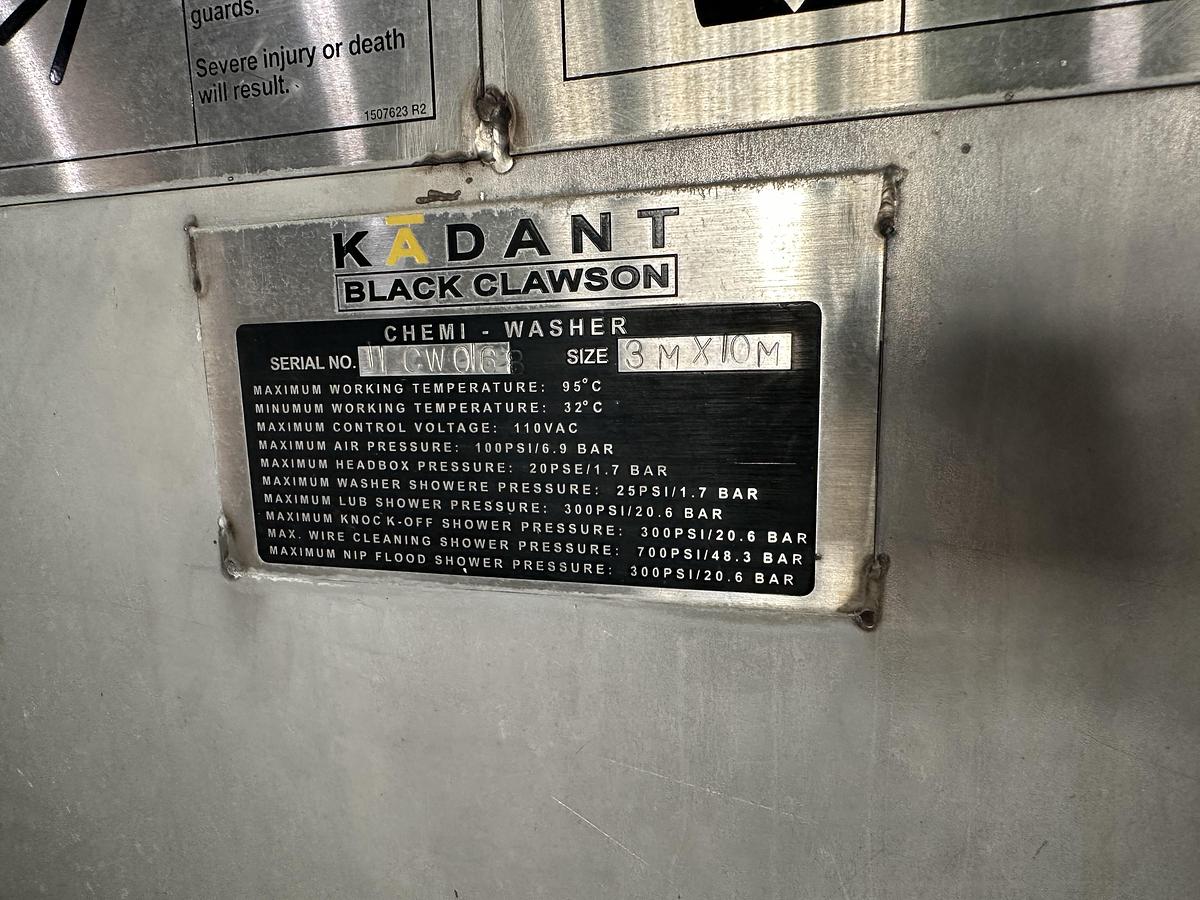 guards.
Severe injury or death
will result.
1507623 R2
KĀDANT
BLACK CLAWSON
CHEMI - WASHER
SERIAL NO. SIZE 3MX10M
MAXIMUM WORKING TEMPERATURE: 95°C
MINUMUM WORKING TEMPERATURE: 32°C
MAXIMUM CONTROL VOLTAGE: 110VAC
MAXIMUM AIR PRESSURE: 100PSI/6.9 BAR
MAXIMUM HEADBOX PRESSURE: 20PSE/1.7 BAR
MAXIMUM WASHER SHOWERE PRESSURE: 25PSI/1.7 BAR
MAXIMUM LUB SHOWER PRESSURE: 300PSI/20.6 BAR
MAXIMUM KNOCK-OFF SHOWER PRESSURE: 300PSI/20.6 BAR
MAX. WIRE CLEANING SHOWER PRESSURE: 700PSI/48.3 BAR
MAXIMUM NIP FLOOD SHOWER PRESSURE: 300PSI/20.6 BAR